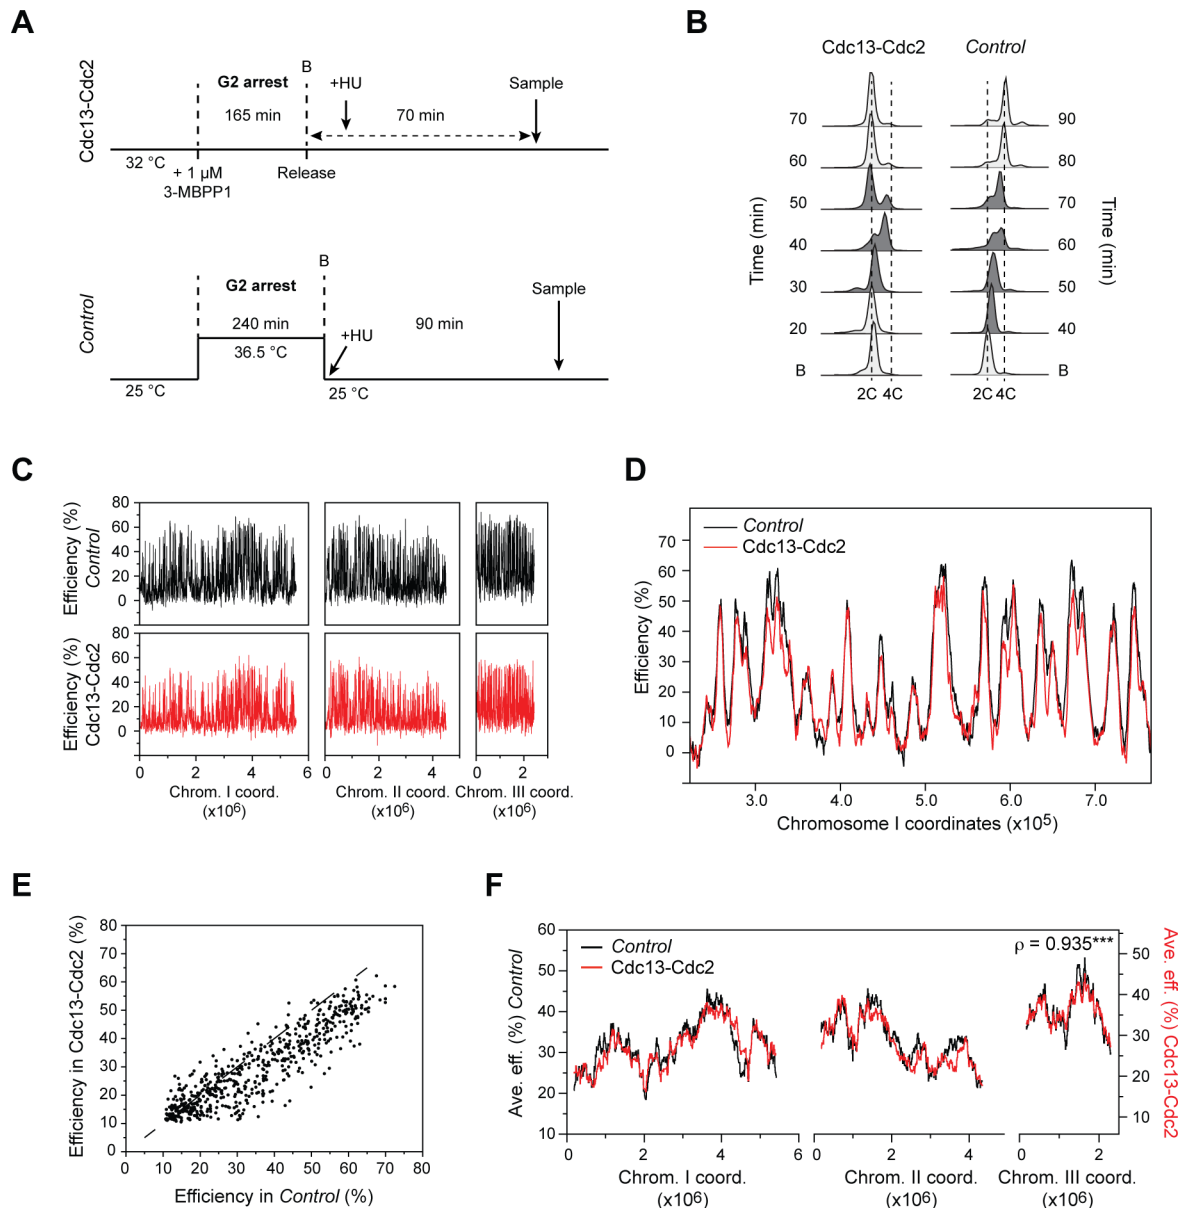 A
Cdc13-Cdc2
G2 arrest
165 min
B
+HU
70 min
Sample
32 °C
+ 1 µM
3-MBPP1
Release
Control
G2 arrest
240 min
36.5 °C
B
+HU
90 min
Sample
25 °C
25 °C
B
Cdc13-Cdc2
Control
Time (min)
70
60
50
40
30
20
B
90
80
70
60
50
40
B
Time (min)
2C 4C
2C 4C
C
Efficiency (%)
Control
80
60
40
20
0
Efficiency (%)
Cdc13-Cdc2
80
60
40
20
0
0 2 4 6
0 2 4
0 2
Chrom. I coord.
(x10⁶)
Chrom. II coord.
(x10⁶)
Chrom. III coord.
(x10⁶)
D
Control
Cdc13-Cdc2
Efficiency (%)
70
60
50
40
30
20
10
0
3.0 4.0 5.0 6.0 7.0
Chromosome I coordinates (x10⁵)
E
Efficiency in Cdc13-Cdc2 (%)
80
70
60
50
40
30
20
10
0
0 10 20 30 40 50 60 70 80
Efficiency in Control (%)
F
Control
Cdc13-Cdc2
ρ = 0.935***
Ave. eff. (%) Control
60
50
40
30
20
10
50
40
30
20
10
Ave. eff. (%) Cdc13-Cdc2
0 2 4 6
0 2 4
0 2
Chrom. I coord.
(x10⁶)
Chrom. II coord.
(x10⁶)
Chrom. III coord.
(x10⁶)